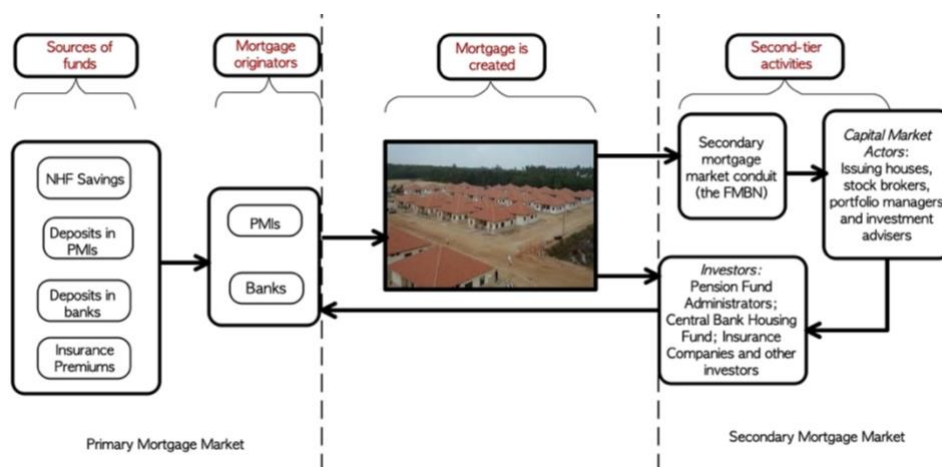 Sources of
funds
Mortgage
originators
Mortgage is
created
Second-tier
activities
NHF Savings
Deposits in
PMIs
Deposits in
banks
Insurance
Premiums
PMIs
Banks
Secondary
mortgage
market conduit
(the FMBN)
Capital Market
Actors:
Issuing houses,
stock brokers,
portfolio managers
and investment
advisers
Investors:
Pension Fund
Administrators;
Central Bank Housing
Fund; Insurance
Companies and other
investors
Primary Mortgage Market
Secondary Mortgage Market